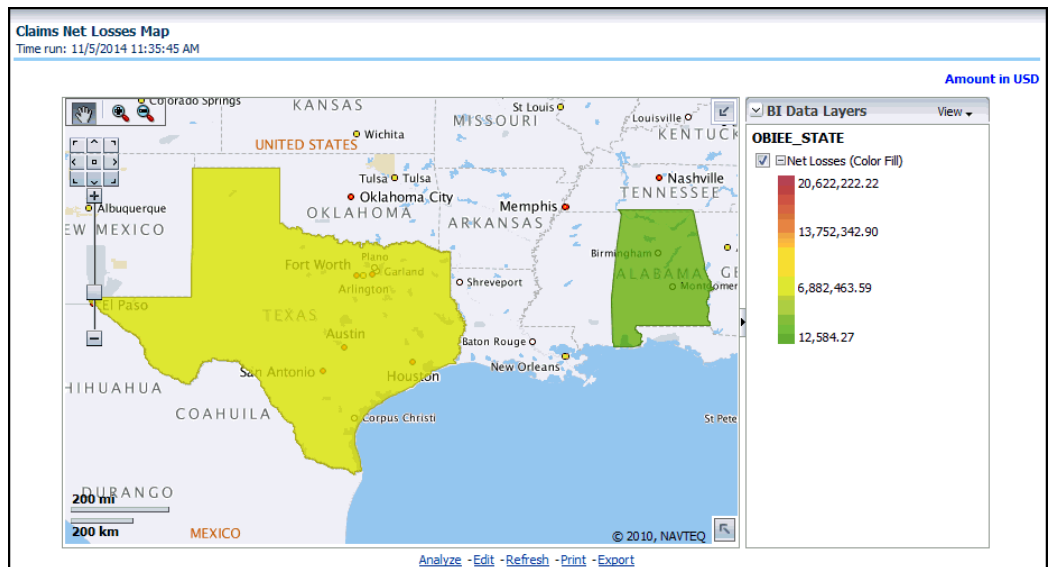 Claims Net Losses Map
Time run: 11/5/2014 11:35:45 AM
Amount in USD
Colorado Springs
KANSAS
St Louis
MISSOURI
Louisville
KENTUCK
Wichita
UNITED STATES
Tulsa
Tulsa
Nashville
TENNESSEE
Oklahoma City
Memphis
Albuquerque
OKLAHOMA
ARKANSAS
EW MEXICO
Birmingham
Plano
Fort Worth
Garland
Arlington
ALABAMA
GE
Shreveport
Montgomer
El Paso
TEXAS
Austin
Baton Rouge
New Orleans
San Antonio
Houston
HIHUAHUA
COAHUILA
Corpus Christi
St Pete
DURANGO
200 mi
200 km
MEXICO
© 2010, NAVTEQ
BI Data Layers
View
OBIEE_STATE
Net Losses (Color Fill)
20,622,222.22
13,752,342.90
6,882,463.59
12,584.27
Analyze - Edit - Refresh - Print - Export